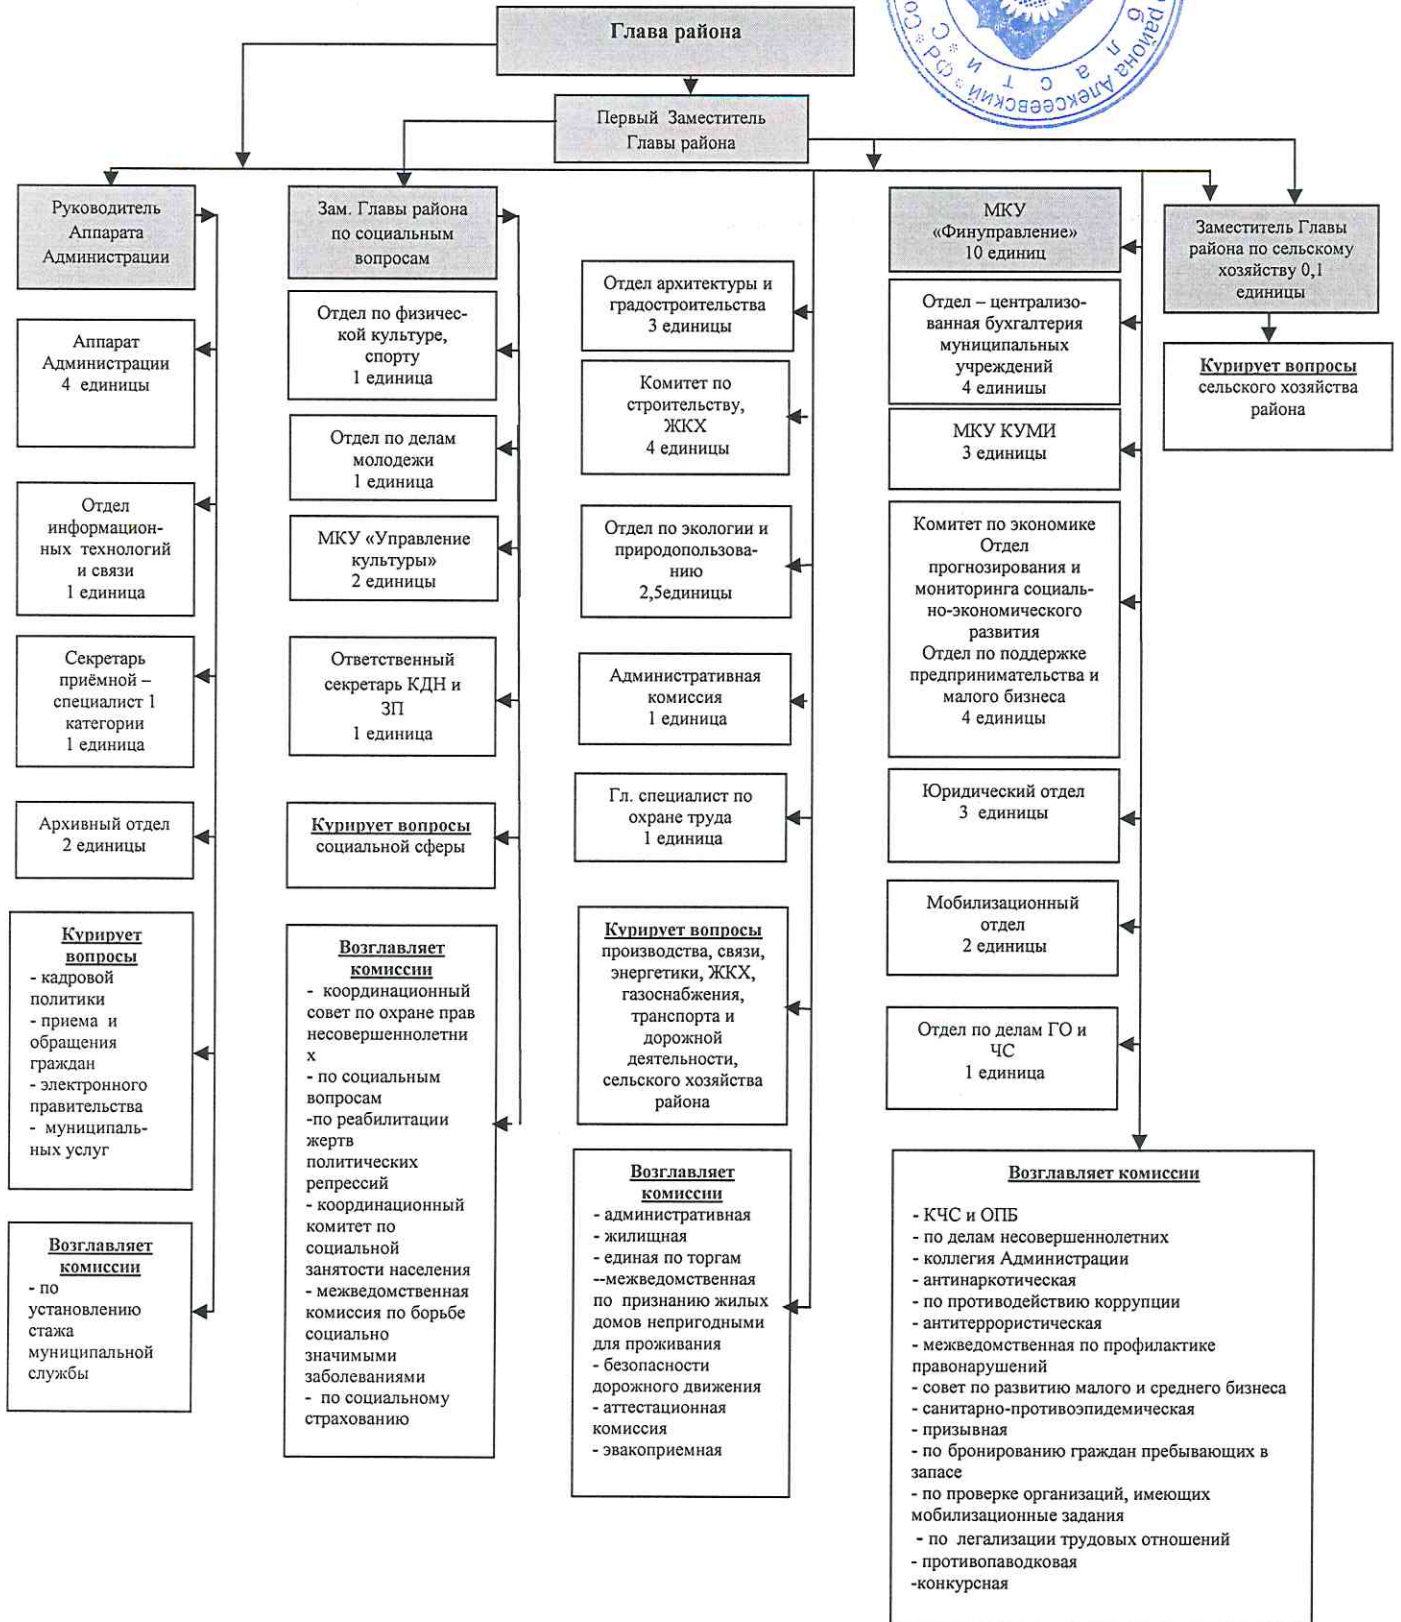 Глава района
Первый Заместитель
Главы района
района Алексеевский
Руководитель
Аппарата
Администрации
Аппарат
Администрации
4 единицы
Отдел
информацион-
ных технологий
и связи
1 единица
Секретарь
приёмной –
специалист 1
категории
1 единица
Архивный отдел
2 единицы
Курирует
вопросы
- кадровой
политики
- приема и
обращения
граждан
- электронного
правительства
- муниципаль-
ных услуг
Возглавляет
комиссии
- по
установлению
стажа
муниципальной
службы
Зам. Главы района
по социальным
вопросам
Отдел по физичес-
кой культуре,
спорту
1 единица
Отдел по делам
молодежи
1 единица
МКУ «Управление
культуры»
2 единицы
Ответственный
секретарь КДН и
ЗП
1 единица
Курирует вопросы
социальной сферы
Возглавляет
комиссии
- координационный
совет по охране прав
несовершеннолетни
х
- по социальным
вопросам
-по реабилитации
жертв
политических
репрессий
- координационный
комитет по
социальной
занятости населения
- межведомственная
комиссия по борьбе
социально
значимыми
заболеваниями
- по социальному
страхованию
Отдел архитектуры и
градостроительства
3 единицы
Комитет по
строительству,
ЖКХ
4 единицы
Отдел по экологии и
природопользова-
нию
2,5единицы
Административная
комиссия
1 единица
Гл. специалист по
охране труда
1 единица
Курирует вопросы
производства, связи,
энергетики, ЖКХ,
газоснабжения,
транспорта и
дорожной
деятельности,
сельского хозяйства
района
Возглавляет
комиссии
- административная
- жилищная
- единая по торгам
--межведомственная
по признанию жилых
домов непригодными
для проживания
- безопасности
дорожного движения
- аттестационная
комиссия
- эвакоприемная
МКУ
«Финуправление»
10 единиц
Отдел – централизо-
ванная бухгалтерия
муниципальных
учреждений
4 единицы
МКУ КУМИ
3 единицы
Комитет по экономике
Отдел
прогнозирования и
мониторинга социаль-
но-экономического
развития
Отдел по поддержке
предпринимательства и
малого бизнеса
4 единицы
Юридический отдел
3 единицы
Мобилизационный
отдел
2 единицы
Отдел по делам ГО и
ЧС
1 единица
Возглавляет комиссии
- КЧС и ОПБ
- по делам несовершеннолетних
- коллегия Администрации
- антинаркотическая
- по противодействию коррупции
- антитеррористическая
- межведомственная по профилактике
правонарушений
- совет по развитию малого и среднего бизнеса
- санитарно-противоэпидемическая
- призывная
- по бронированию граждан пребывающих в
запасе
- по проверке организаций, имеющих
мобилизационные задания
- по легализации трудовых отношений
- противопаводковая
-конкурсная
Заместитель Главы
района по сельскому
хозяйству 0,1
единицы
Курирует вопросы
сельского хозяйства
района